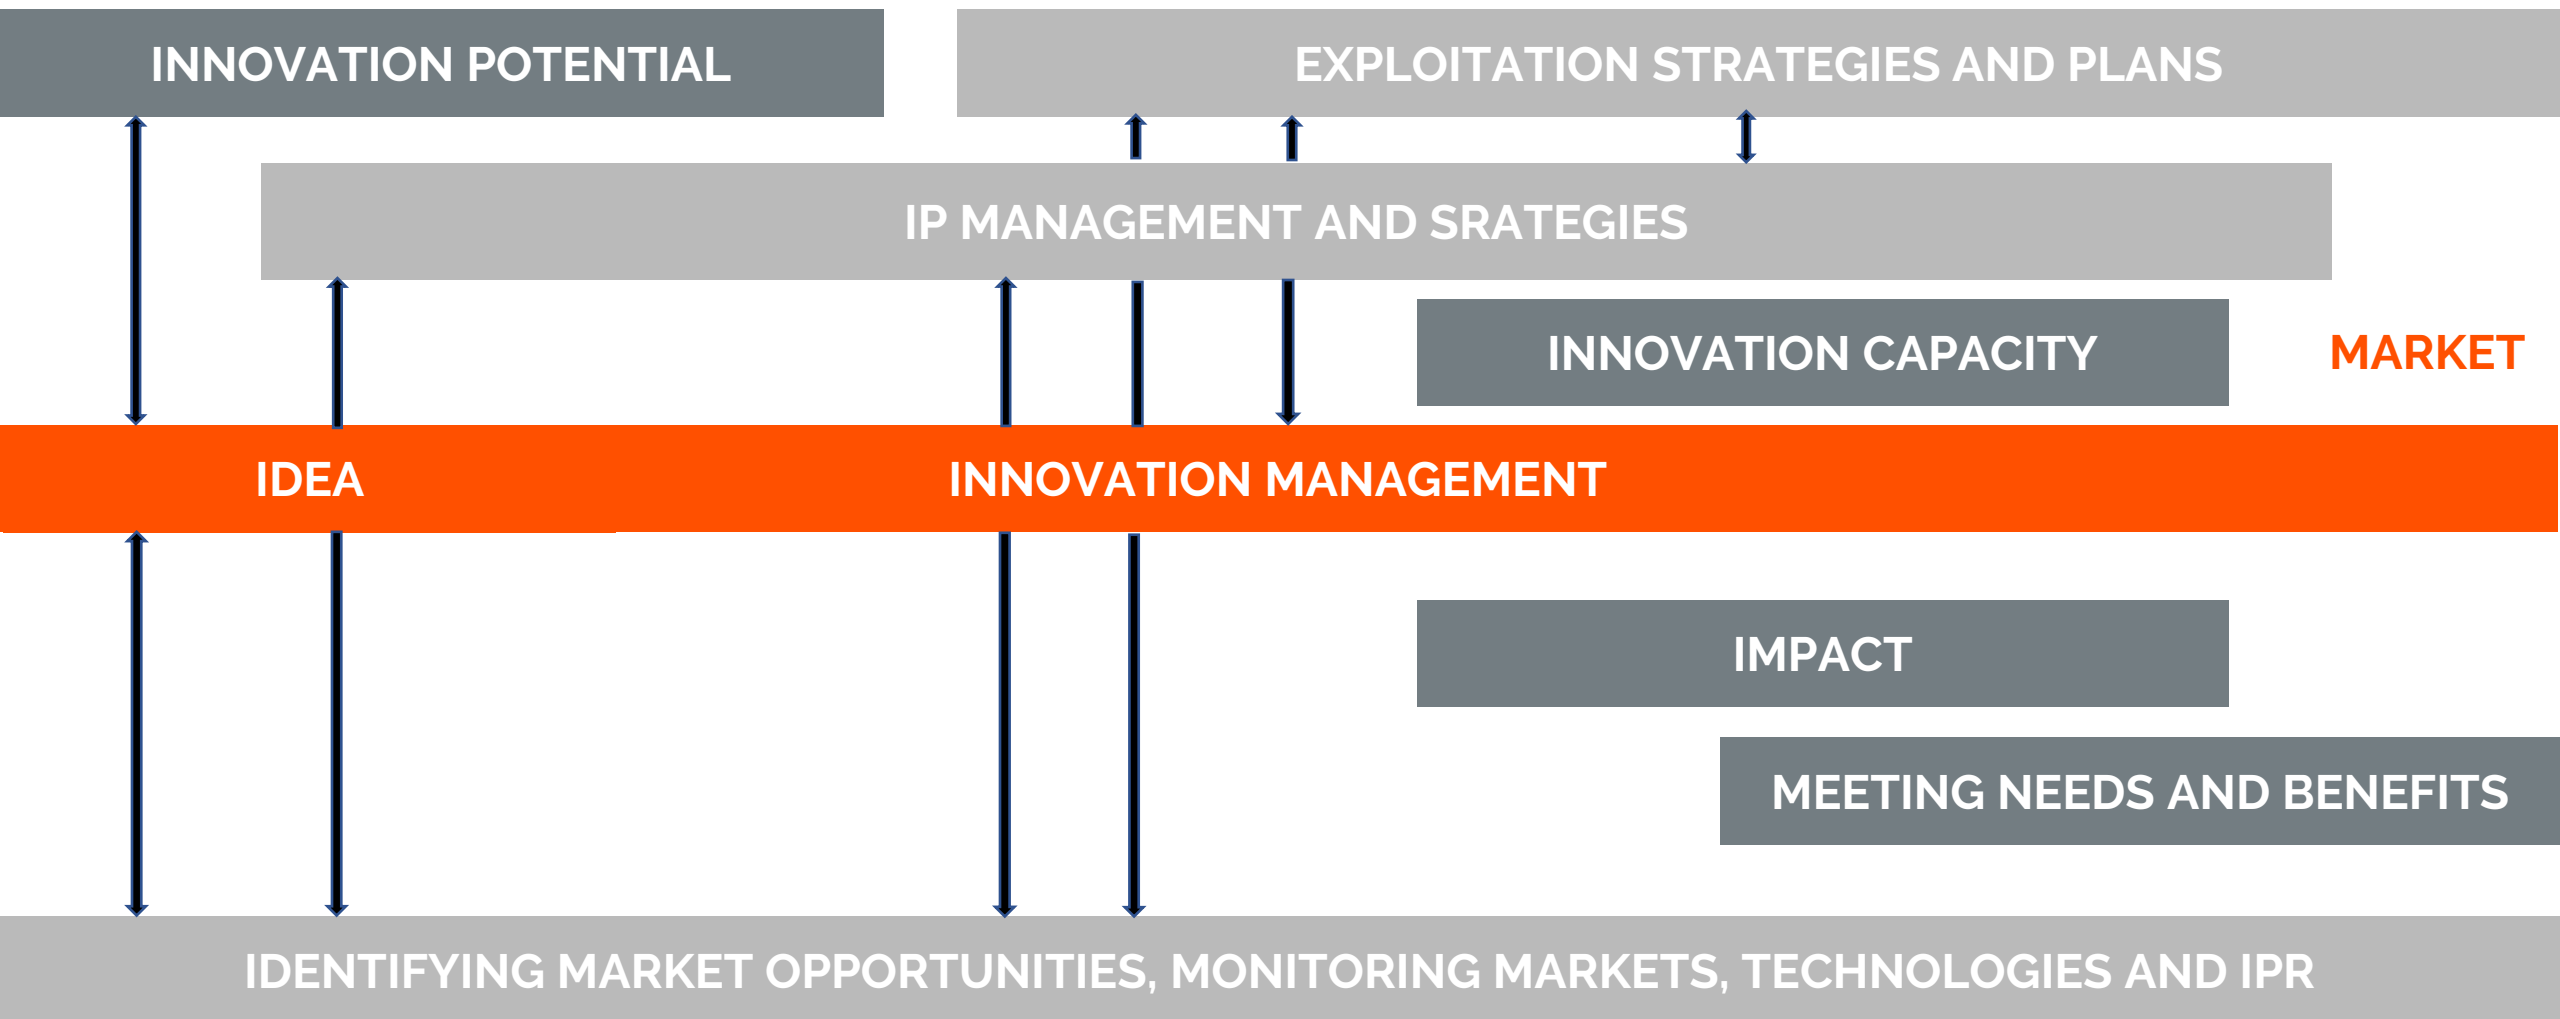 INNOVATION POTENTIAL
EXPLOITATION STRATEGIES AND PLANS
IP MANAGEMENT AND SRATEGIES
INNOVATION CAPACITY
MARKET
IDEA
INNOVATION MANAGEMENT
IMPACT
MEETING NEEDS AND BENEFITS
IDENTIFYING MARKET OPPORTUNITIES, MONITORING MARKETS, TECHNOLOGIES AND IPR